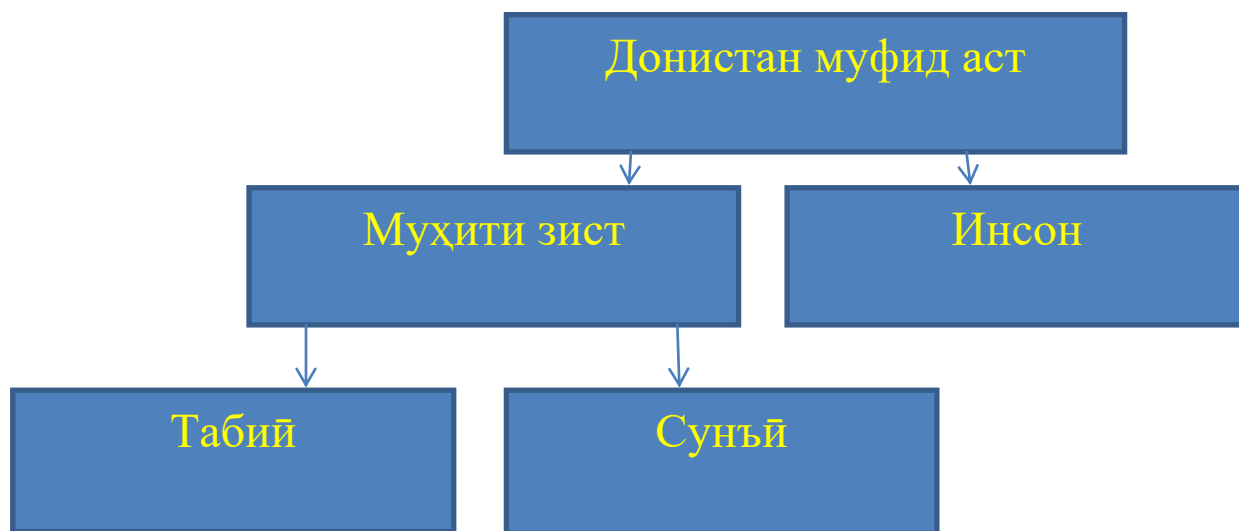 Донистан муфид аст
Муҳити зист
Инсон
Табиӣ
Сунъӣ